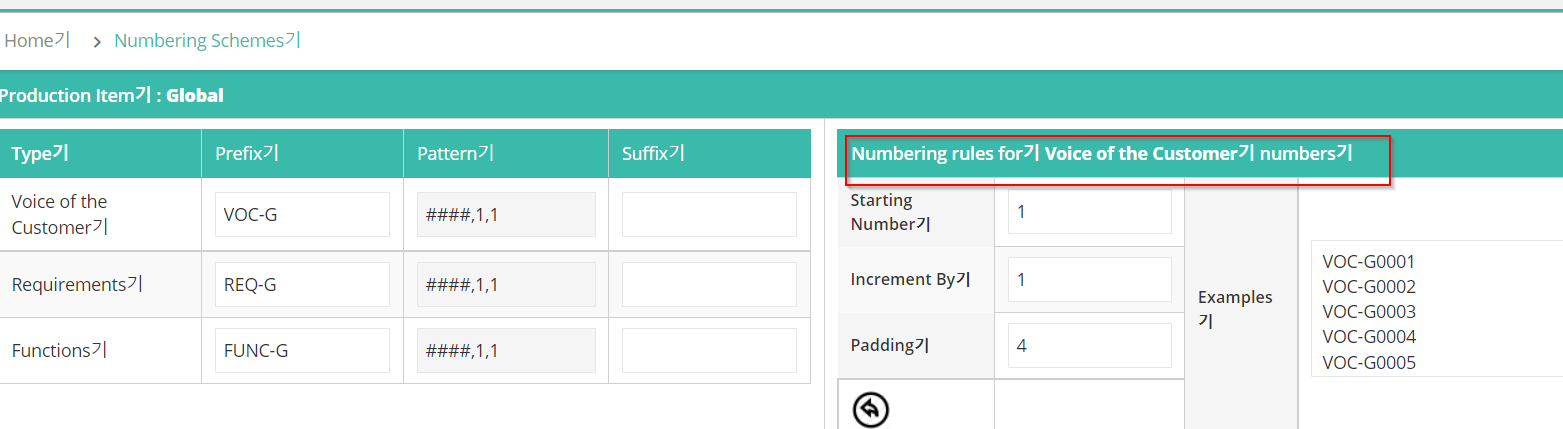 Home기 > Numbering Schemes기
Production Item기 : Global
Type기 Prefix기 Pattern기 Suffix기
Voice of the
Customer기
VOC-G
####,1,1
Requirements기
REQ-G
####,1,1
Functions기
FUNC-G
####,1,1
Numbering rules for기 Voice of the Customer기 numbers기
Starting
Number기
1
Increment By기
1
Padding기
4
Examples
기
VOC-G0001
VOC-G0002
VOC-G0003
VOC-G0004
VOC-G0005